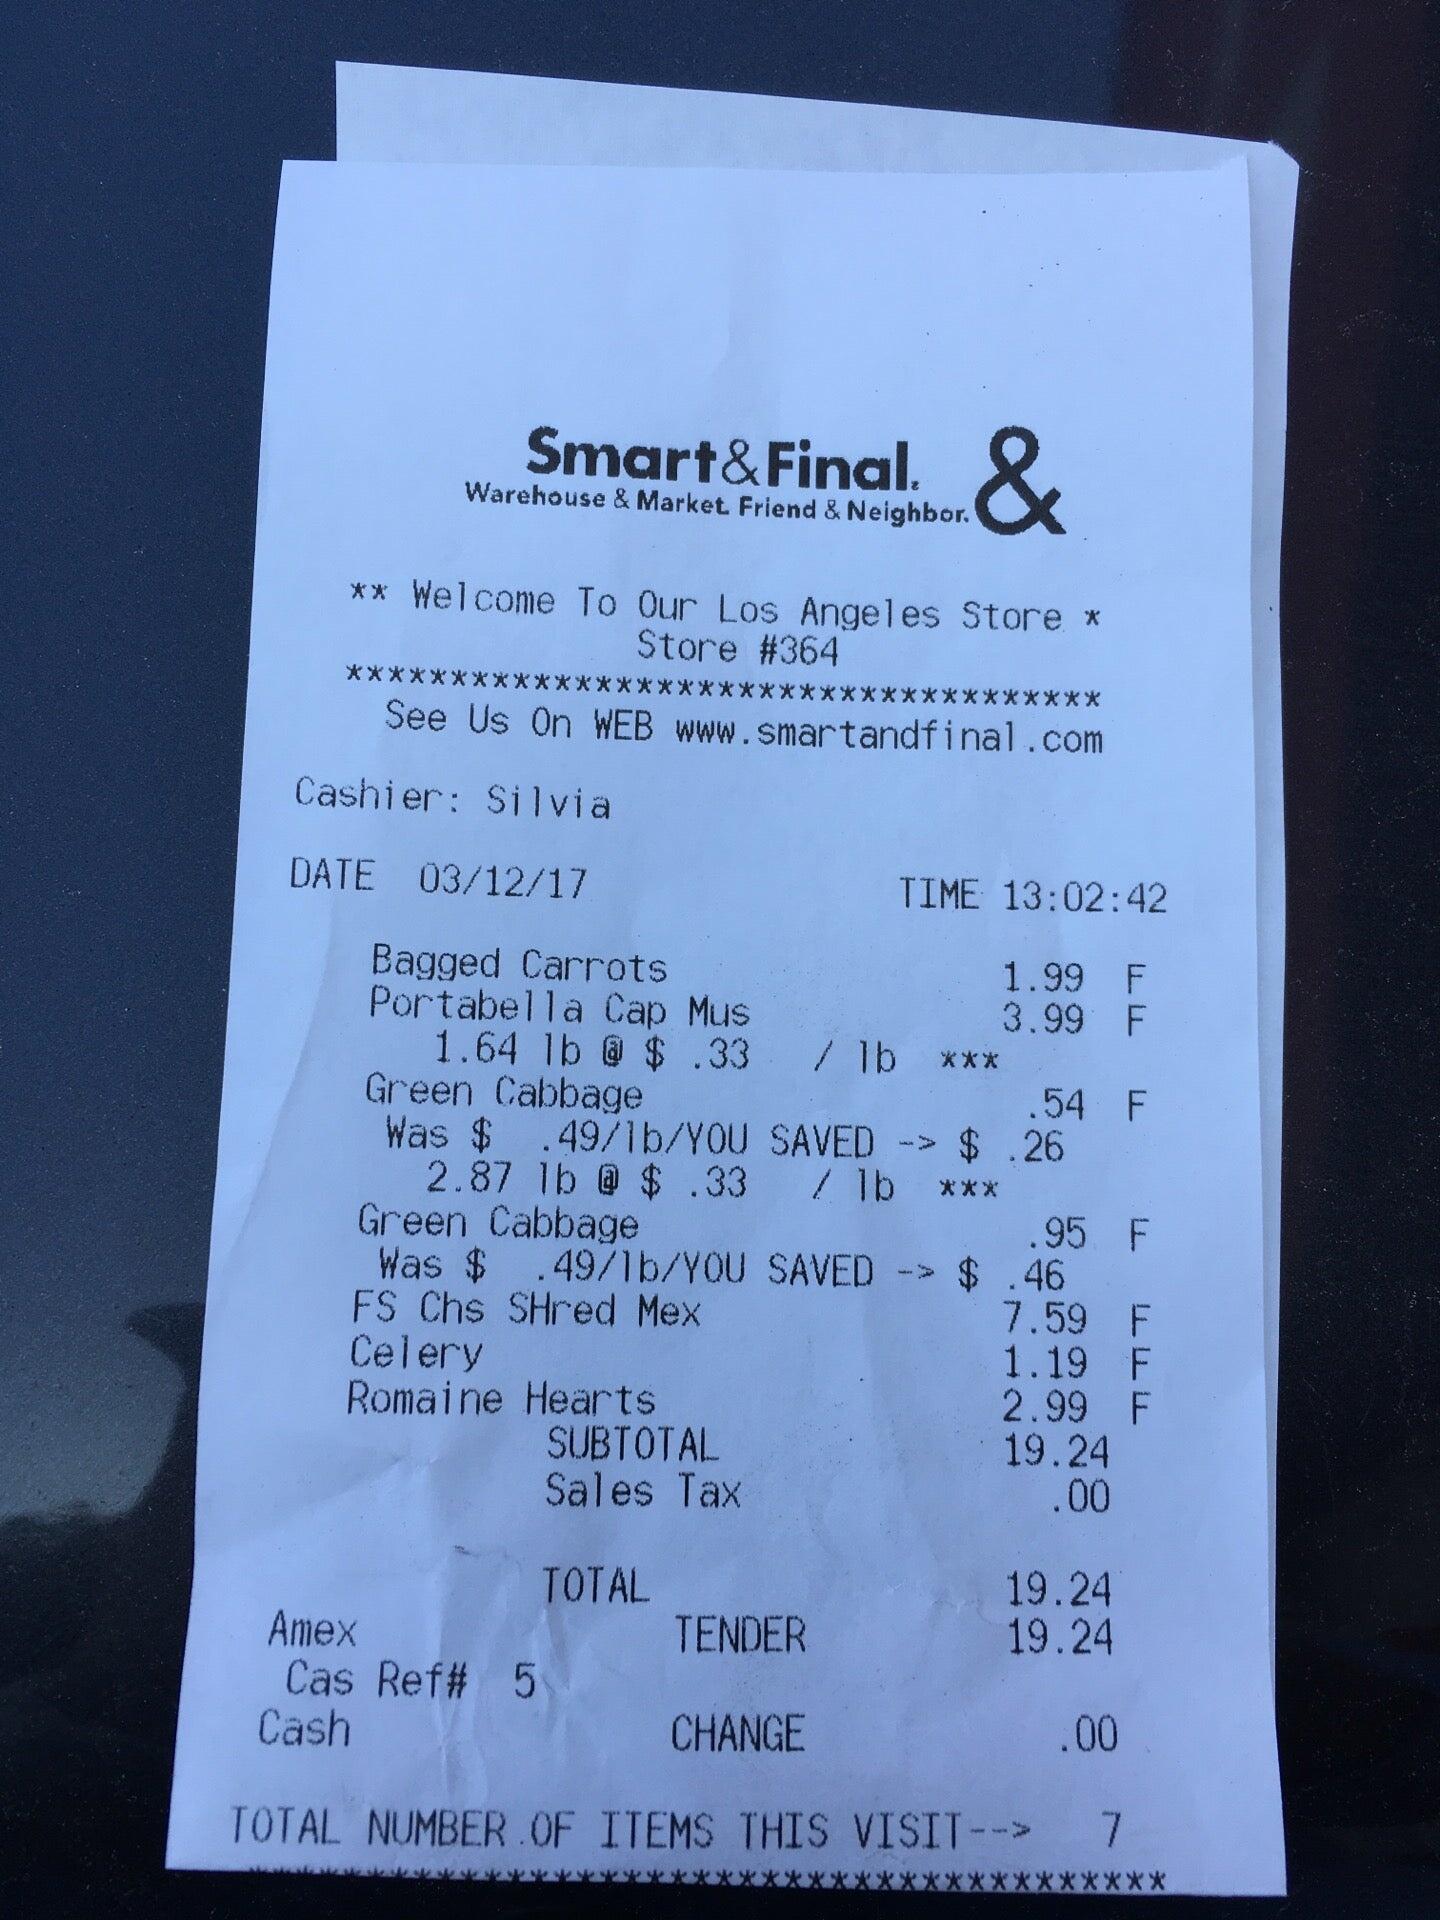 Smart&Final. &
Warehouse & Market. Friend & Neighbor.
** Welcome To Our Los Angeles Store *
Store #364
*************************************
See Us On WEB www.smartandfinal.com
Cashier: Silvia
DATE 03/12/17 TIME 13:02:42
Bagged Carrots 1.99 F
Portabella Cap Mus 3.99 F
1.64 lb @ $ .33 / lb ***
Green Cabbage .54 F
Was $ .49/lb/YOU SAVED -> $ .26
2.87 lb @ $ .33 / lb ***
Green Cabbage .95 F
Was $ .49/lb/YOU SAVED -> $ .46
FS Chs SHred Mex 7.59 F
Celery 1.19 F
Romaine Hearts 2.99 F
SUBTOTAL 19.24
Sales Tax .00
TOTAL 19.24
Amex TENDER 19.24
Cas Ref# 5
Cash CHANGE .00
TOTAL NUMBER OF ITEMS THIS VISIT--> 7
*****************************************